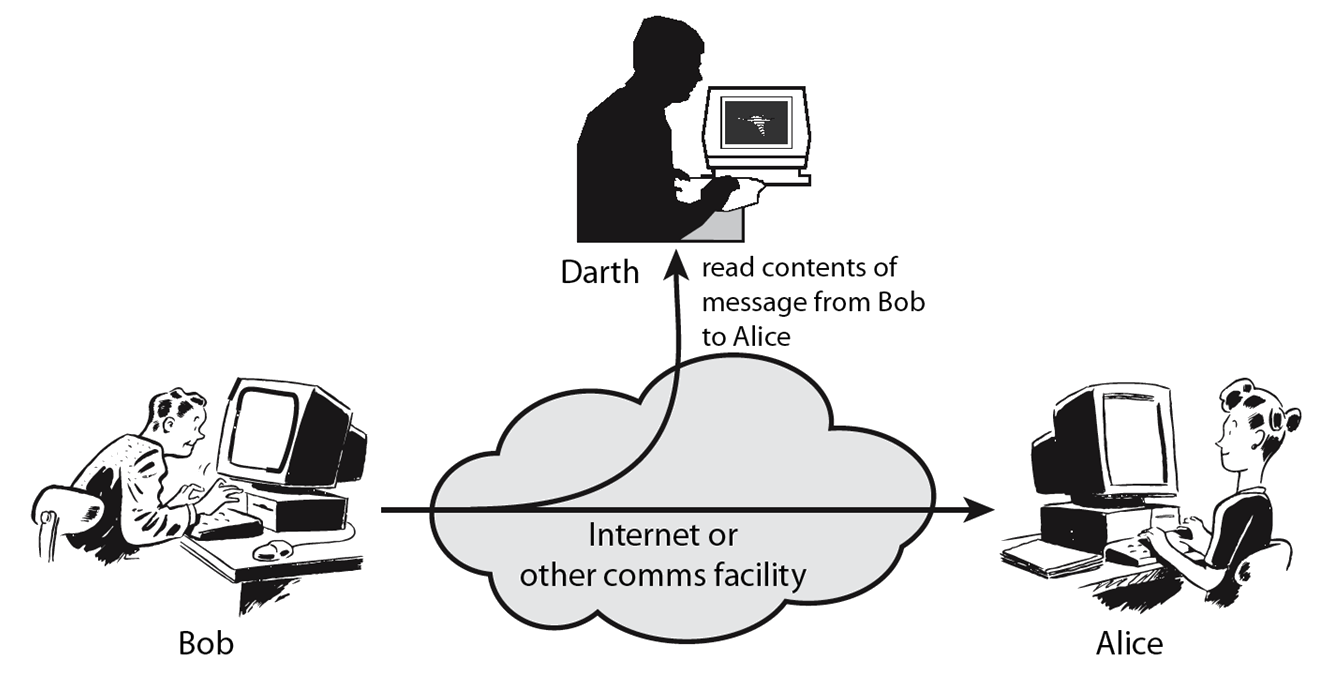 Darth
read contents of
message from Bob
to Alice
Internet or
other comms facility
Bob
Alice